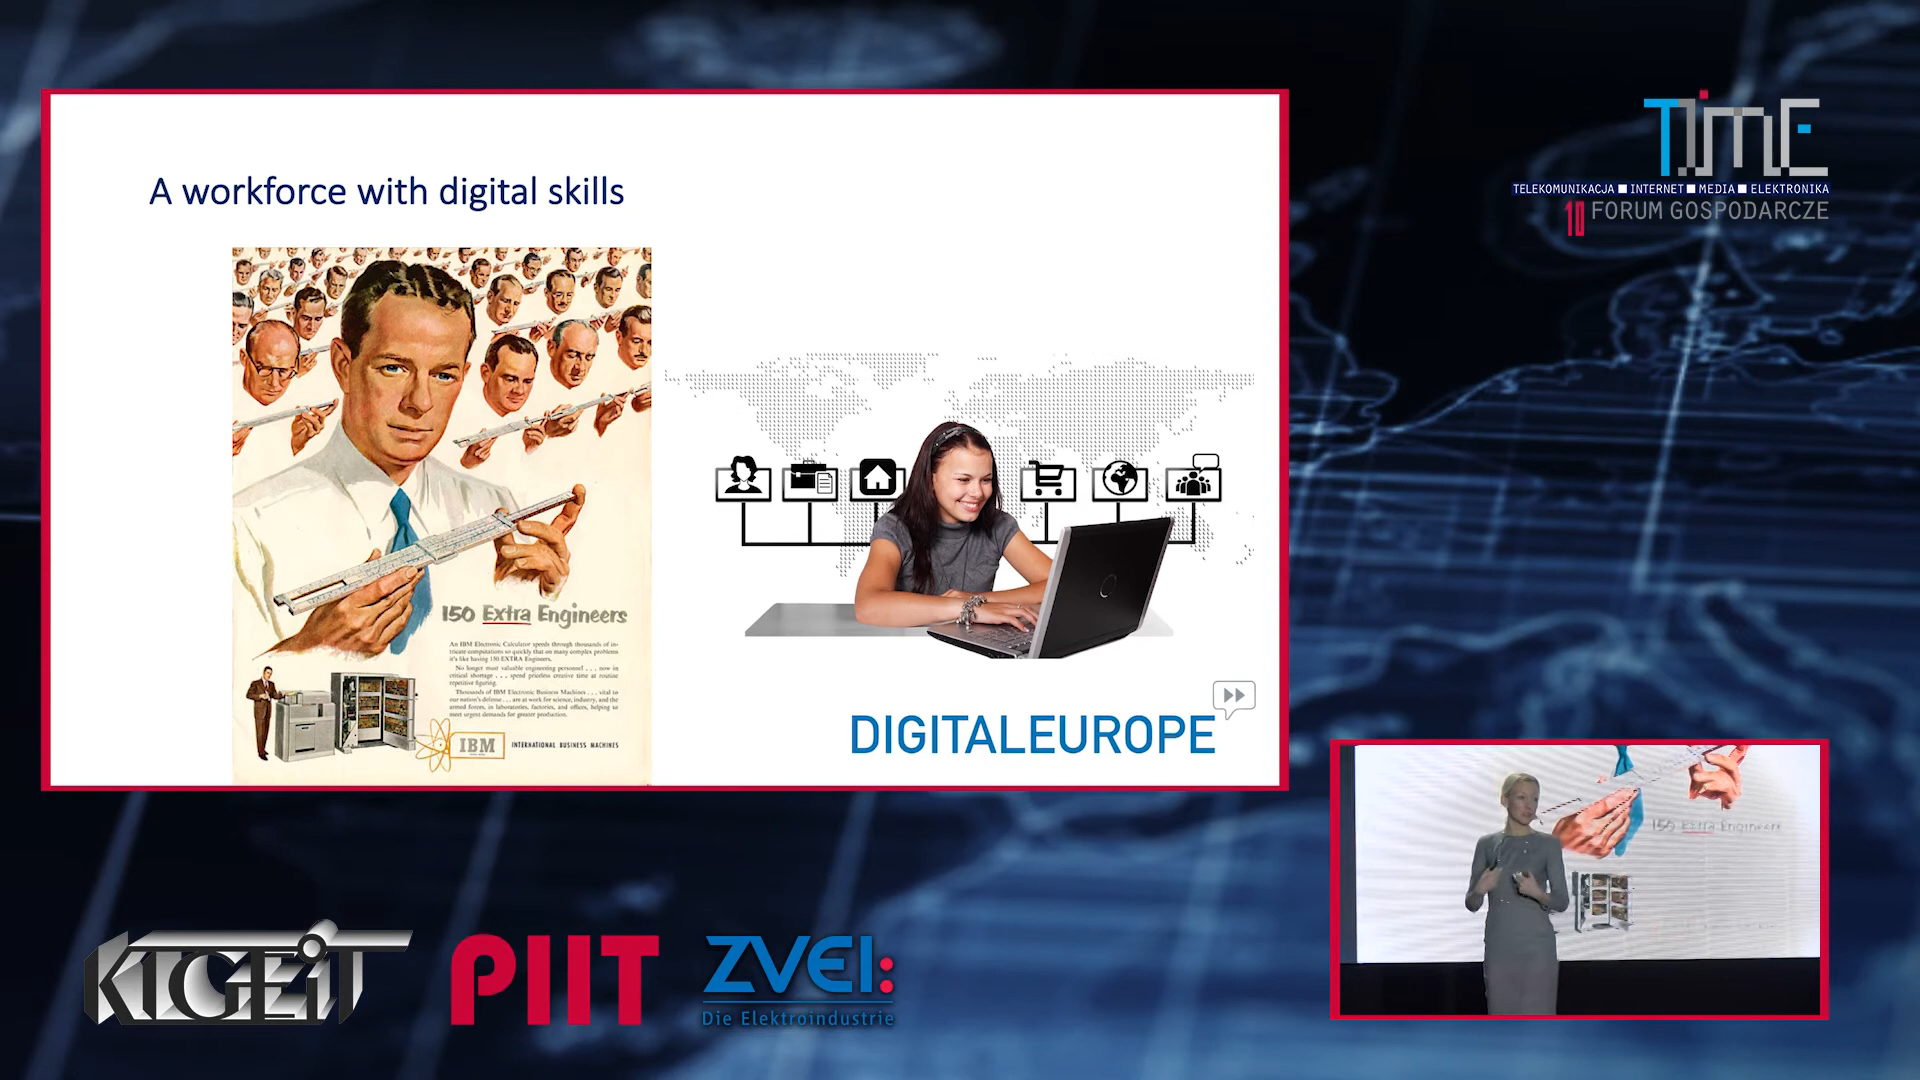 A workforce with digital skills
150 Extra Engineers
An IBM Electronic Calculator speeds through thousands of in-
tricate computations so quickly that on many complex problems
it's like having 150 EXTRA Engineers.
No longer must valuable engineering personnel . . . now in
critical shortage . . . spend priceless creative time at routine
repetitive figuring.
Thousands of IBM Electronic Business Machines . . . vital to
our nation's defense . . . are at work for science, industry, and the
armed forces, in laboratories, factories, and offices, helping to
meet urgent demands for greater production.
IBM
INTERNATIONAL BUSINESS MACHINES
DIGITALEUROPE
TIME
TELEKOMUNIKACJA ■ INTERNET ■ MEDIA ■ ELEKTRONIKA
10 FORUM GOSPODARCZE
150 Extra Engineers
KIGEiT
PIIT
ZVEI:
Die Elektroindustrie